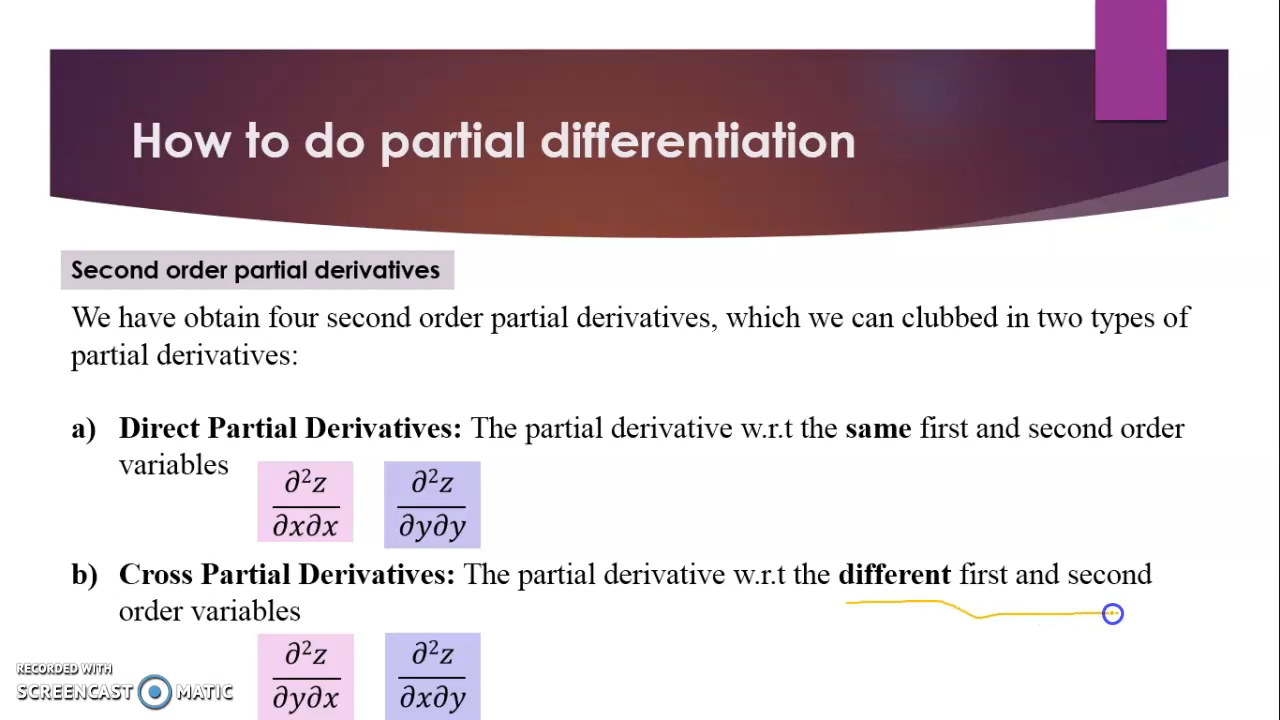 How to do partial differentiation
Second order partial derivatives
We have obtain four second order partial derivatives, which we can clubbed in two types of
partial derivatives:
a) Direct Partial Derivatives: The partial derivative w.r.t the same first and second order
variables
∂²z ∂²z
∂x∂x ∂y∂y
b) Cross Partial Derivatives: The partial derivative w.r.t the different first and second
order variables
∂²z ∂²z
∂y∂x ∂x∂y
RECORDED WITH
SCREENCAST MATIC